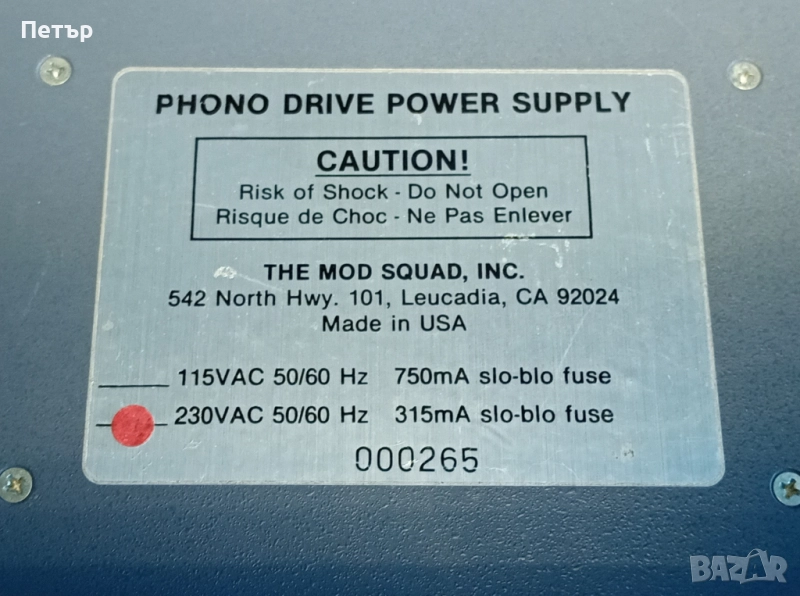 Петър
PHONO DRIVE POWER SUPPLY
CAUTION!
Risk of Shock - Do Not Open
Risque de Choc - Ne Pas Enlever
THE MOD SQUAD, INC.
542 North Hwy. 101, Leucadia, CA 92024
Made in USA
115VAC 50/60 Hz 750mA slo-blo fuse
230VAC 50/60 Hz 315mA slo-blo fuse
000265
BAZAR